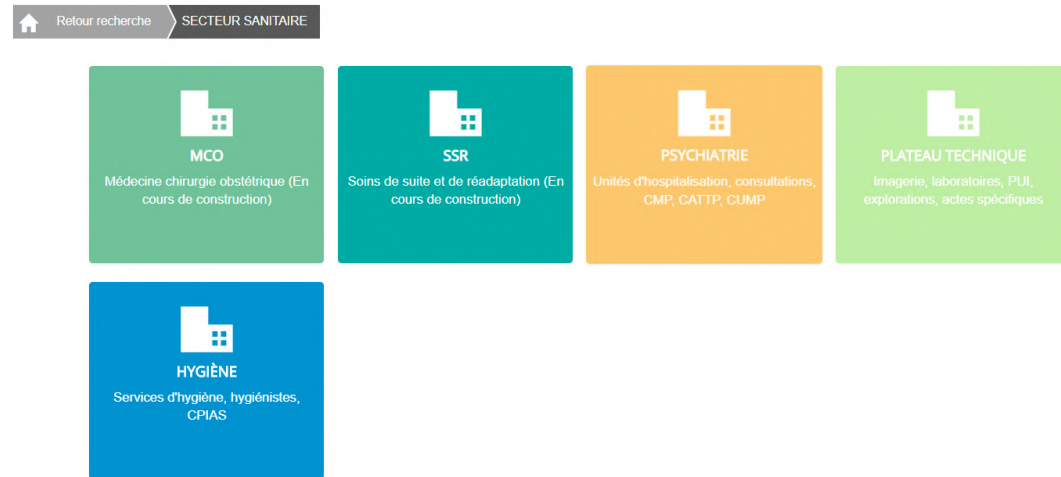 Retour recherche
SECTEUR SANITAIRE
MCO
Médecine chirurgie obstétrique (En
cours de construction)
SSR
Soins de suite et de réadaptation (En
cours de construction)
PSYCHIATRIE
Unités d'hospitalisation, consultations,
CMP, CATTP, CUMP
PLATEAU TECHNIQUE
Imagerie, laboratoires, PUI,
explorations, actes spécifiques
HYGIÈNE
Services d'hygiène, hygiénistes,
CPIAS